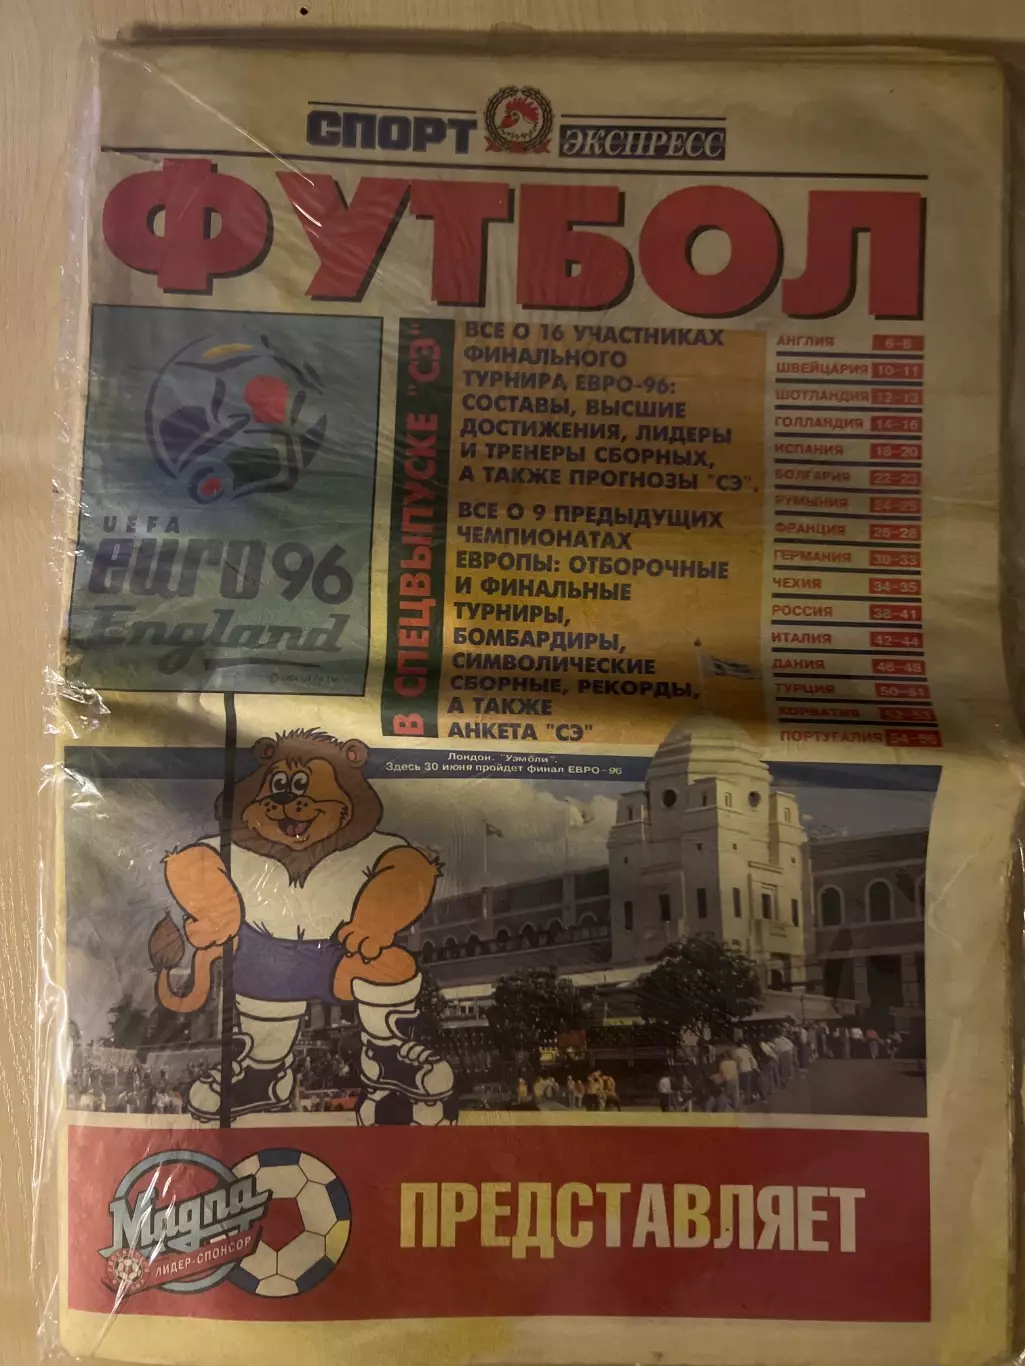 СПОРТ ЭКСПРЕСС
ФУТБОЛ
UEFA
euro 96
England
В СПЕЦВЫПУСКЕ "СЭ"
ВСЕ О 16 УЧАСТНИКАХ
ФИНАЛЬНОГО
ТУРНИРА ЕВРО-96:
СОСТАВЫ, ВЫСШИЕ
ДОСТИЖЕНИЯ, ЛИДЕРЫ
И ТРЕНЕРЫ СБОРНЫХ,
А ТАКЖЕ ПРОГНОЗЫ "СЭ".
ВСЕ О 9 ПРЕДЫДУЩИХ
ЧЕМПИОНАТАХ
ЕВРОПЫ: ОТБОРОЧНЫЕ
И ФИНАЛЬНЫЕ
ТУРНИРЫ,
БОМБАРДИРЫ,
СИМВОЛИЧЕСКИЕ
СБОРНЫЕ, РЕКОРДЫ,
А ТАКЖЕ
АНКЕТА "СЭ"
АНГЛИЯ 6-8
ШВЕЙЦАРИЯ 10-11
ШОТЛАНДИЯ 12-13
ГОЛЛАНДИЯ 14-16
ИСПАНИЯ 18-20
БОЛГАРИЯ 22-23
РУМЫНИЯ 24-25
ФРАНЦИЯ 26-28
ГЕРМАНИЯ 30-33
ЧЕХИЯ 34-35
РОССИЯ 38-41
ИТАЛИЯ 42-44
ДАНИЯ 46-48
ТУРЦИЯ 50-51
ХОРВАТИЯ 52-53
ПОРТУГАЛИЯ 54-56
Лондон. "Уэмбли".
Здесь 30 июня пройдет финал ЕВРО-96
Магпа
ЛИДЕР-СПОНСОР
ПРЕДСТАВЛЯЕТ